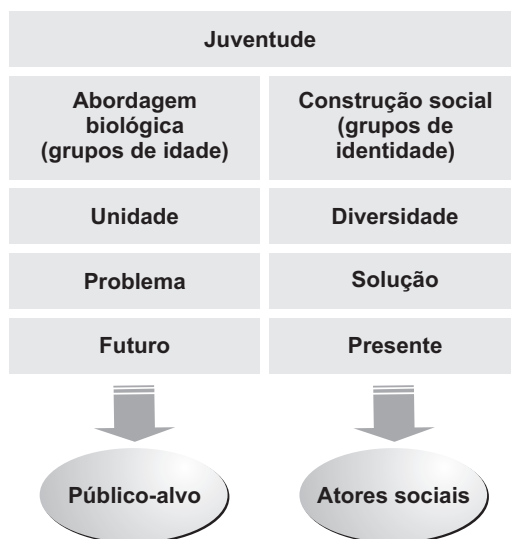 Juventude
Abordagem
biológica
(grupos de idade)
Construção social
(grupos de
identidade)
Unidade
Diversidade
Problema
Solução
Futuro
Presente
Público-alvo
Atores sociais